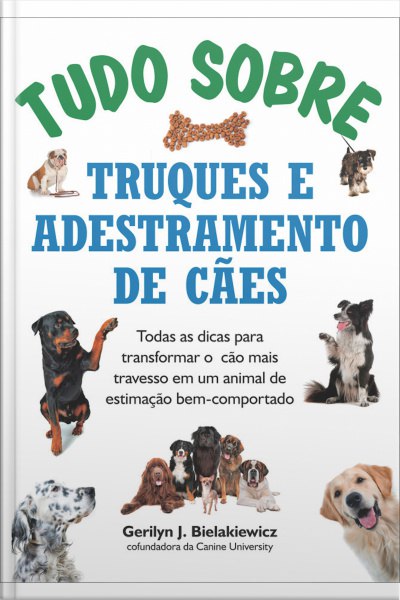 TUDO SOBRE
TRUQUES E
ADESTRAMENTO
DE CÃES
Todas as dicas para
transformar o cão mais
travesso em um animal de
estimação bem-comportado
Gerilyn J. Bielakiewicz
cofundadora da Canine University